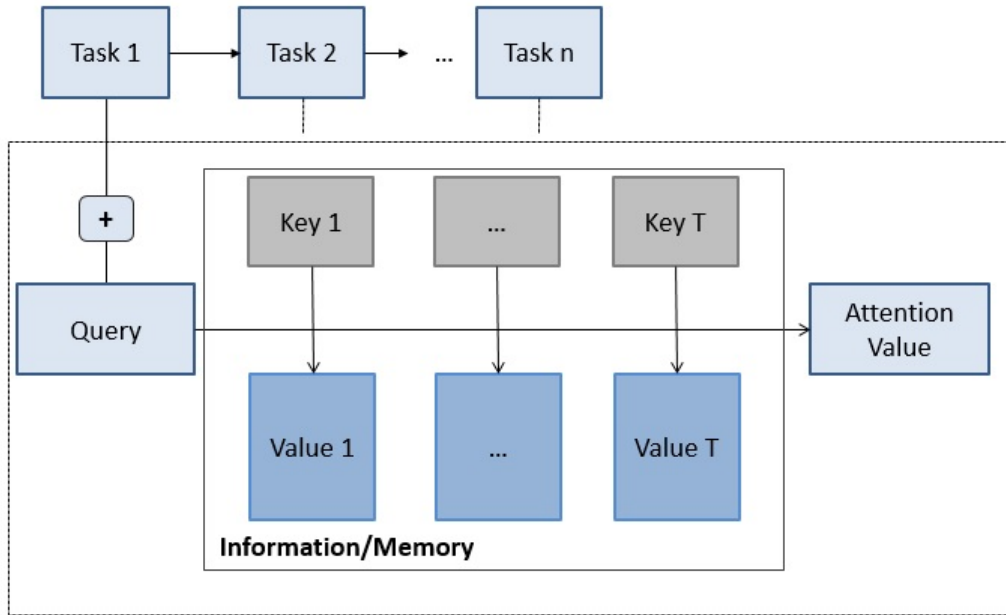 Task 1
Task 2
...
Task n
+
Key 1
...
Key T
Query
Attention
Value
Value 1
...
Value T
Information/Memory